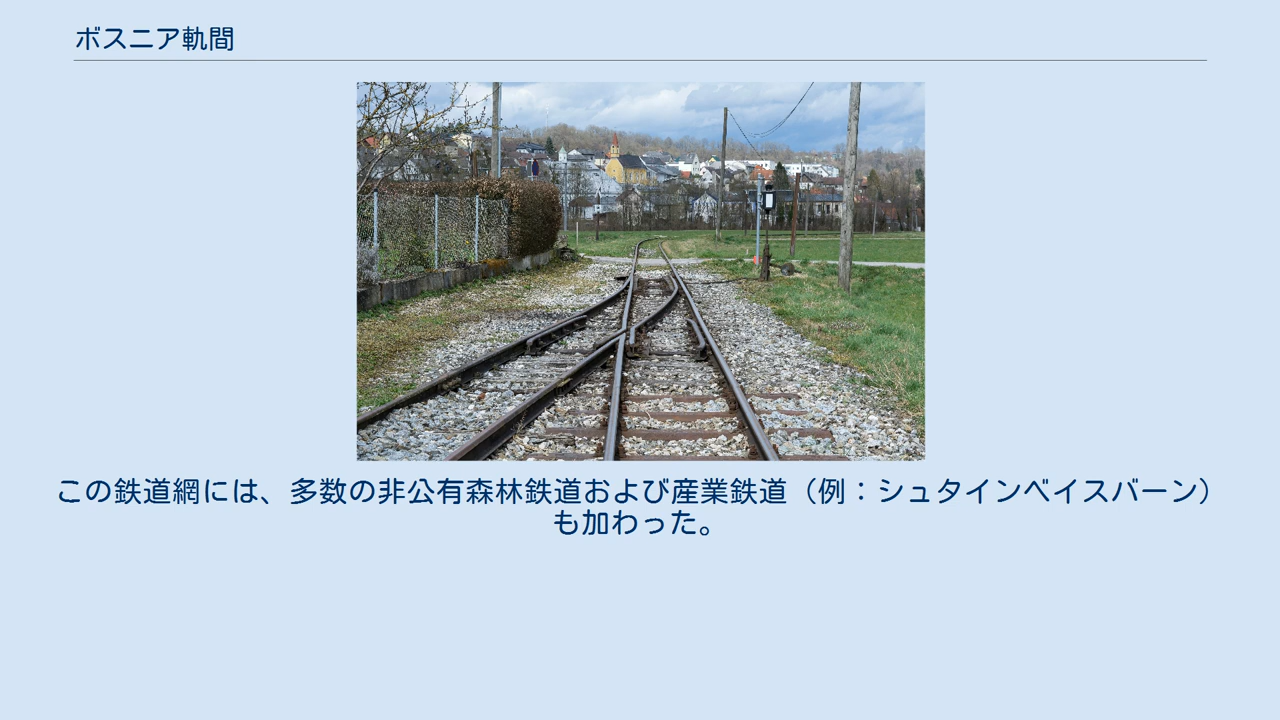 ボスニア軌間
この鉄道網には、多数の非公有森林鉄道および産業鉄道（例：シュタインベイスバーン）
も加わった。